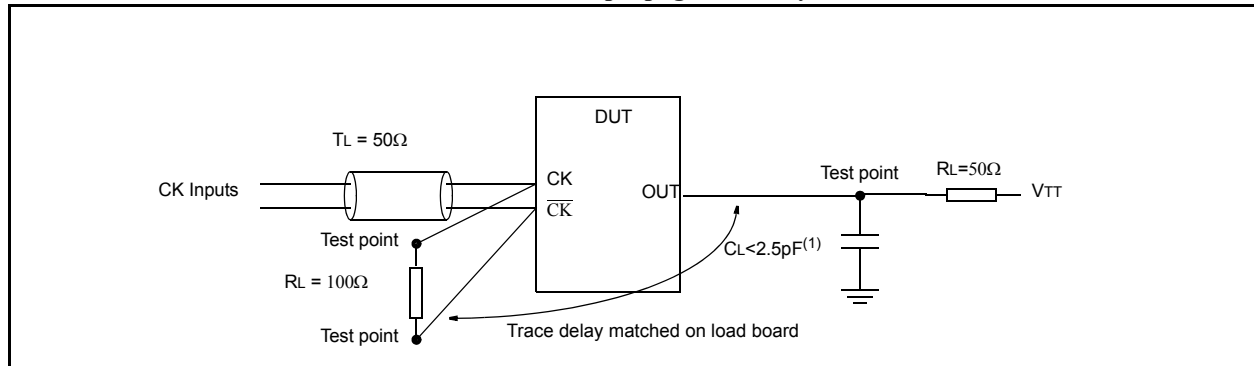 DUT
TL = 50Ω
CK Inputs
CK
CK
OUT
Test point
RL=50Ω
VTT
Test point
CL<2.5pF(1)
RL = 100Ω
Trace delay matched on load board
Test point